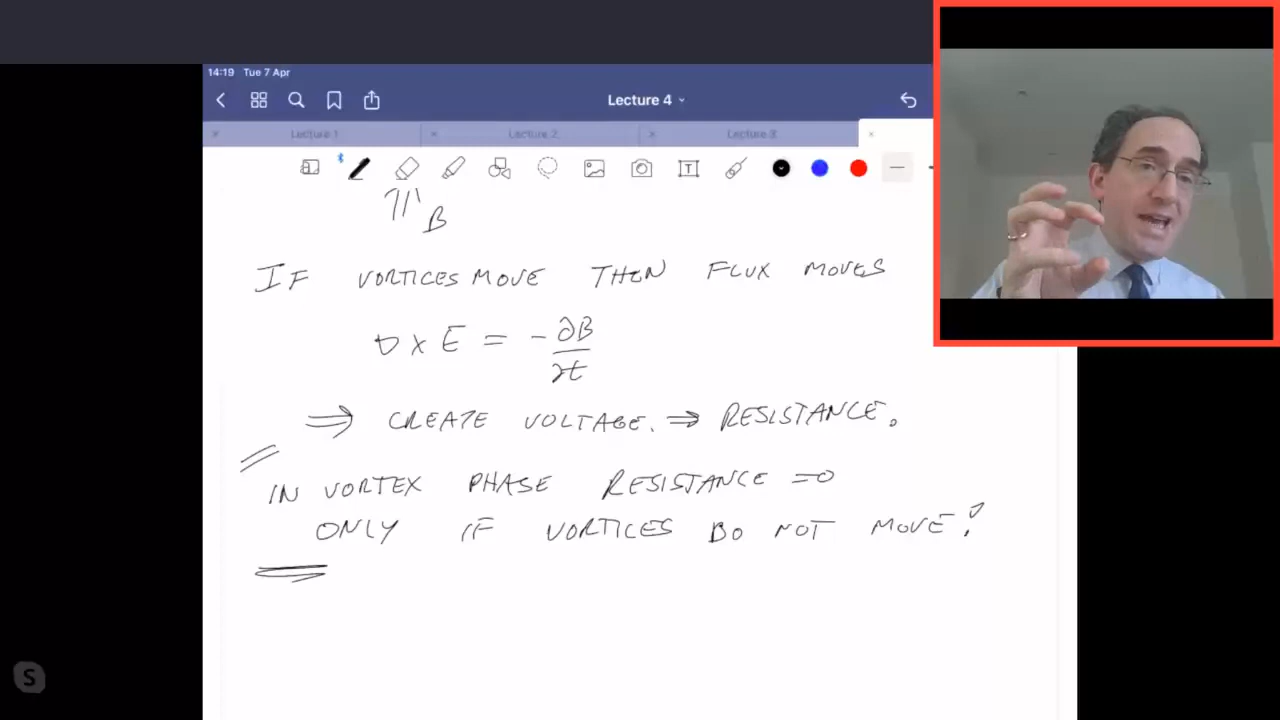 14:19 Tue 7 Apr
Lecture 4
Lecture 1
Lecture 2
Lecture 3
T
B
IF VORTICES MOVE THEN FLUX MOVES
∇ x E = - ∂B/∂t
⇒ CREATE VOLTAGE. ⇒ RESISTANCE.
IN VORTEX PHASE RESISTANCE = 0
ONLY IF VORTICES DO NOT MOVE!
S